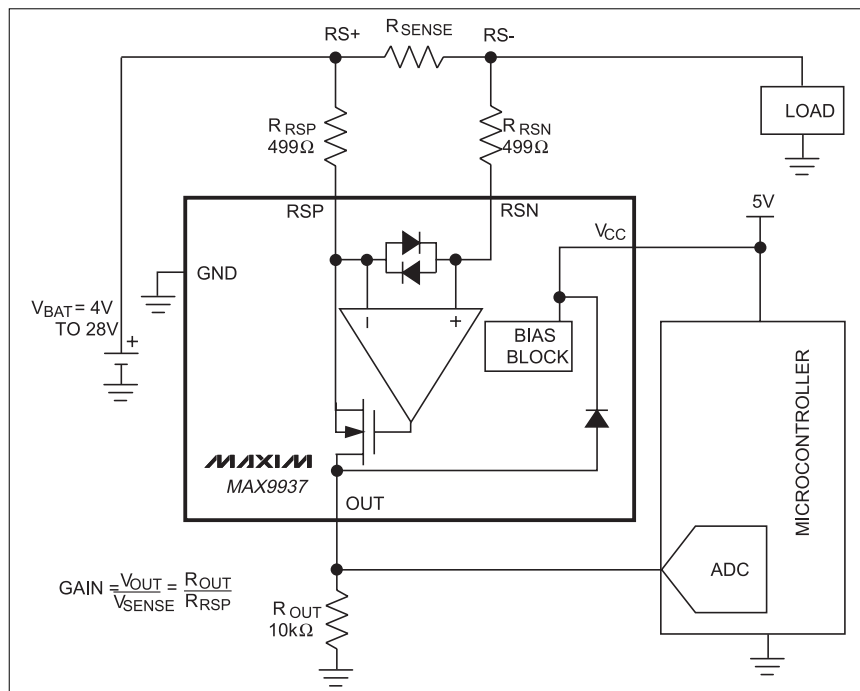 RS+
RSENSE
RS-
RRSP
499Ω
RRSN
499Ω
LOAD
RSP
RSN
5V
VCC
GND
VBAT = 4V
TO 28V
+
-
+
BIAS
BLOCK
MICROCONTROLLER
MAXIM
MAX9937
OUT
ADC
GAIN = VOUT / VSENSE = ROUT / RRSP
ROUT
10kΩ